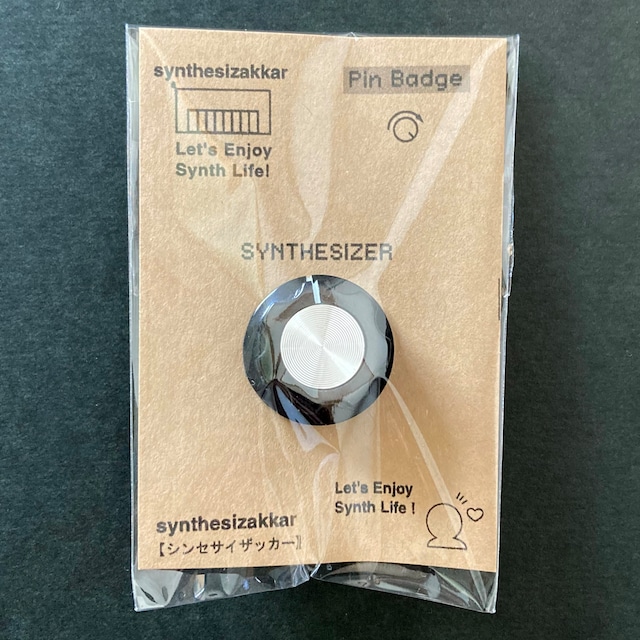 synthesizakkar
Pin Badge
Let's Enjoy
Synth Life!
SYNTHESIZER
Let's Enjoy
Synth Life !
synthesizakkar
【シンセサイザッカー】